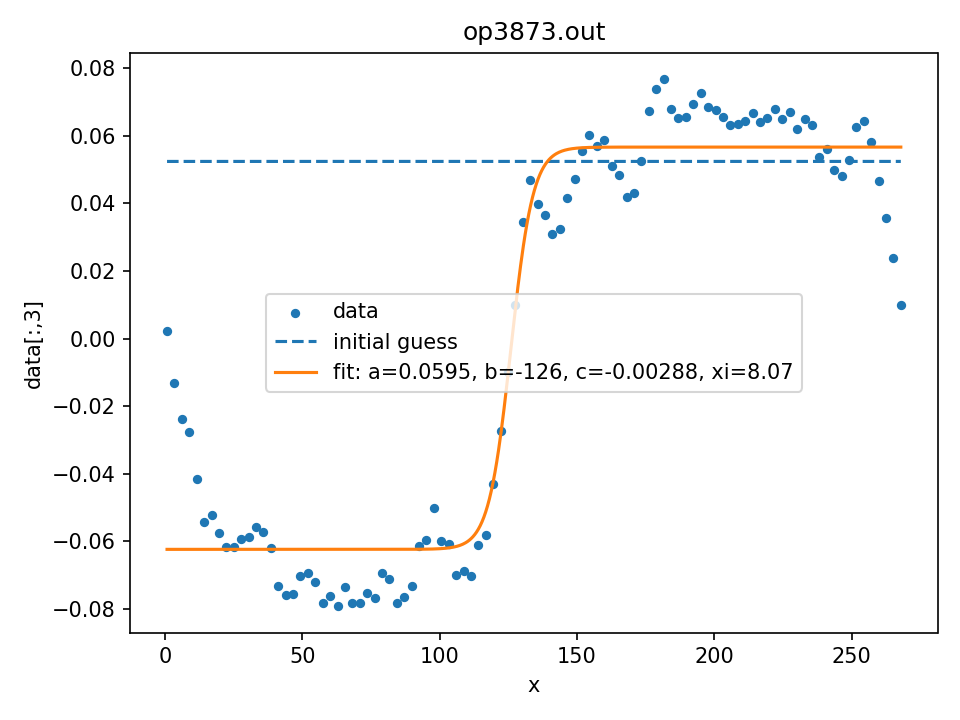 op3873.out
0.08
0.06
0.04
0.02
0.00
−0.02
−0.04
−0.06
−0.08
data[:,3]
data
initial guess
fit: a=0.0595, b=-126, c=-0.00288, xi=8.07
0 50 100 150 200 250
x